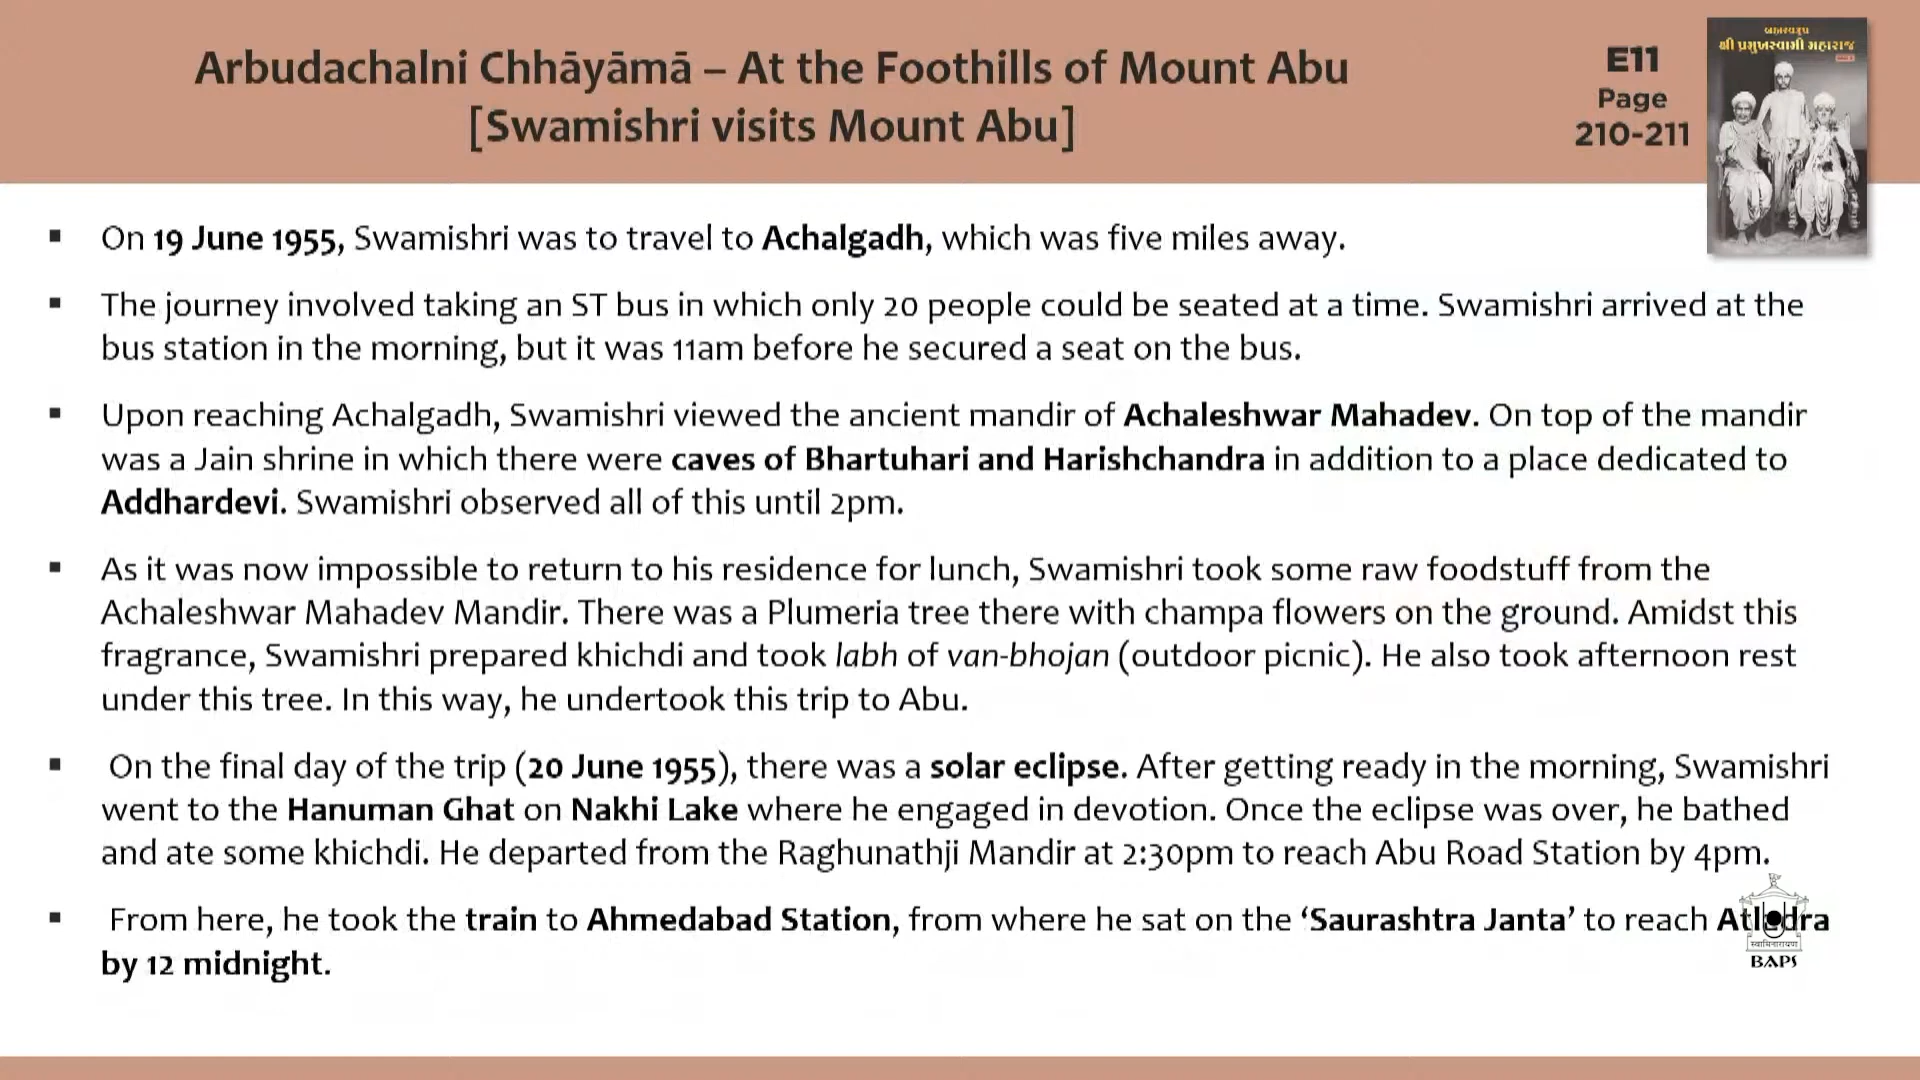 Arbudachalni Chhāyāmā – At the Foothills of Mount Abu
[Swamishri visits Mount Abu]
E11
Page
210-211
બ્રહ્મસ્વરૂપ
શ્રી પ્રમુખસ્વામી મહારાજ
▪ On 19 June 1955, Swamishri was to travel to Achalgadh, which was five miles away.
▪ The journey involved taking an ST bus in which only 20 people could be seated at a time. Swamishri arrived at the
bus station in the morning, but it was 11am before he secured a seat on the bus.
▪ Upon reaching Achalgadh, Swamishri viewed the ancient mandir of Achaleshwar Mahadev. On top of the mandir
was a Jain shrine in which there were caves of Bhartuhari and Harishchandra in addition to a place dedicated to
Addhardevi. Swamishri observed all of this until 2pm.
▪ As it was now impossible to return to his residence for lunch, Swamishri took some raw foodstuff from the
Achaleshwar Mahadev Mandir. There was a Plumeria tree there with champa flowers on the ground. Amidst this
fragrance, Swamishri prepared khichdi and took labh of van-bhojan (outdoor picnic). He also took afternoon rest
under this tree. In this way, he undertook this trip to Abu.
▪ On the final day of the trip (20 June 1955), there was a solar eclipse. After getting ready in the morning, Swamishri
went to the Hanuman Ghat on Nakhi Lake where he engaged in devotion. Once the eclipse was over, he bathed
and ate some khichdi. He departed from the Raghunathji Mandir at 2:30pm to reach Abu Road Station by 4pm.
▪ From here, he took the train to Ahmedabad Station, from where he sat on the ‘Saurashtra Janta’ to reach Atladra
by 12 midnight.
स्वामिनारायण
BAPS